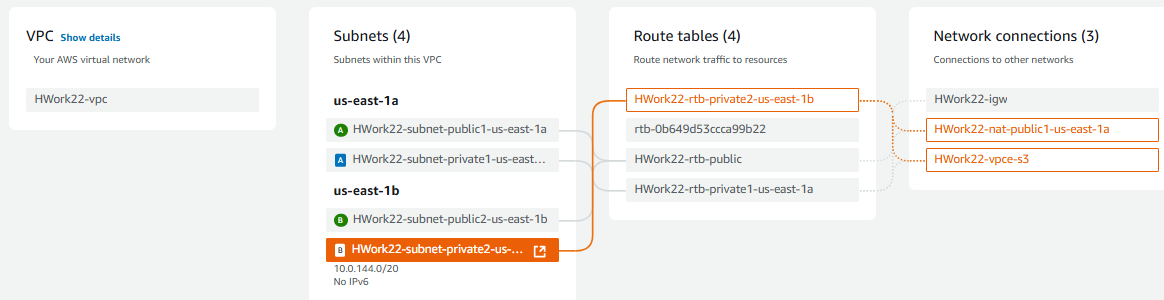 VPC Show details
Your AWS virtual network
HWork22-vpc
Subnets (4)
Subnets within this VPC
us-east-1a
A HWork22-subnet-public1-us-east-1a
A HWork22-subnet-private1-us-east...
us-east-1b
B HWork22-subnet-public2-us-east-1b
B HWork22-subnet-private2-us-...
10.0.144.0/20
No IPv6
Route tables (4)
Route network traffic to resources
HWork22-rtb-private2-us-east-1b
rtb-0b649d53ccca99b22
HWork22-rtb-public
HWork22-rtb-private1-us-east-1a
Network connections (3)
Connections to other networks
HWork22-igw
HWork22-nat-public1-us-east-1a
HWork22-vpce-s3